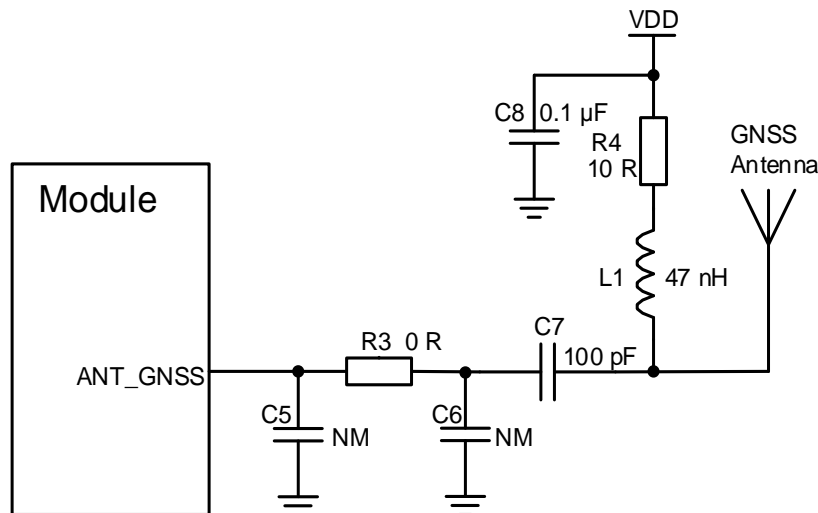 VDD
C8 0.1 µF
R4
10 R
GNSS
Antenna
Module
L1 47 nH
C7
R3 0 R
100 pF
ANT_GNSS
C5
NM
C6
NM